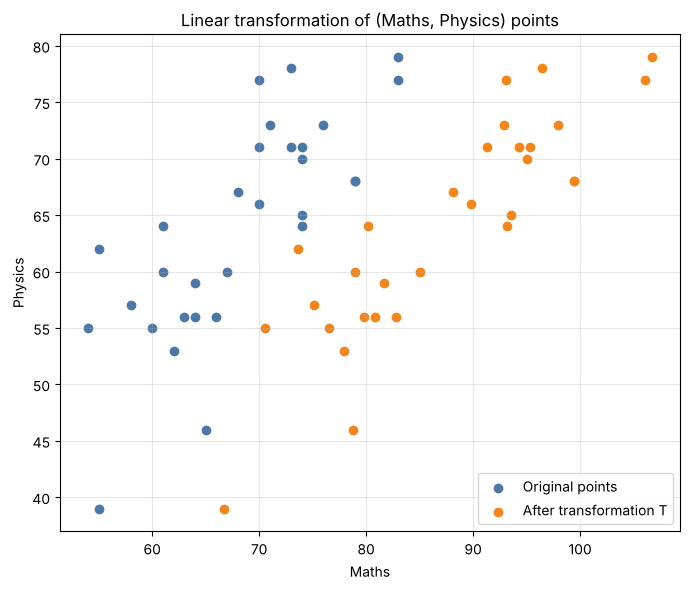 Linear transformation of (Maths, Physics) points
80
75
70
65
60
55
50
45
40
Physics
60 70 80 90 100
Maths
Original points
After transformation T